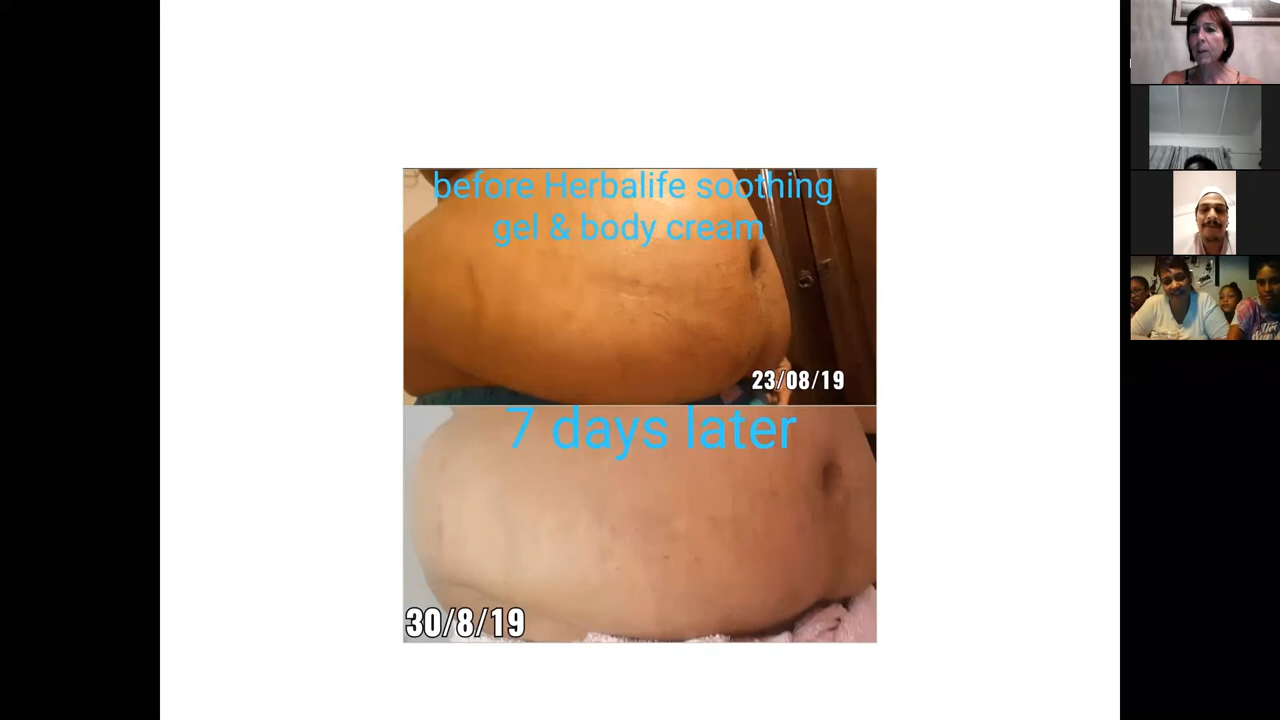 before Herbalife soothing
gel & body cream
23/08/19
7 days later
30/8/19